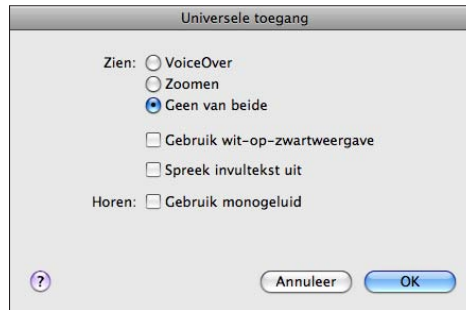 Universele toegang
Zien: VoiceOver
Zoomen
Geen van beide
Gebruik wit-op-zwartweergave
Spreek invultekst uit
Horen: Gebruik monogeluid
? Annuleer OK